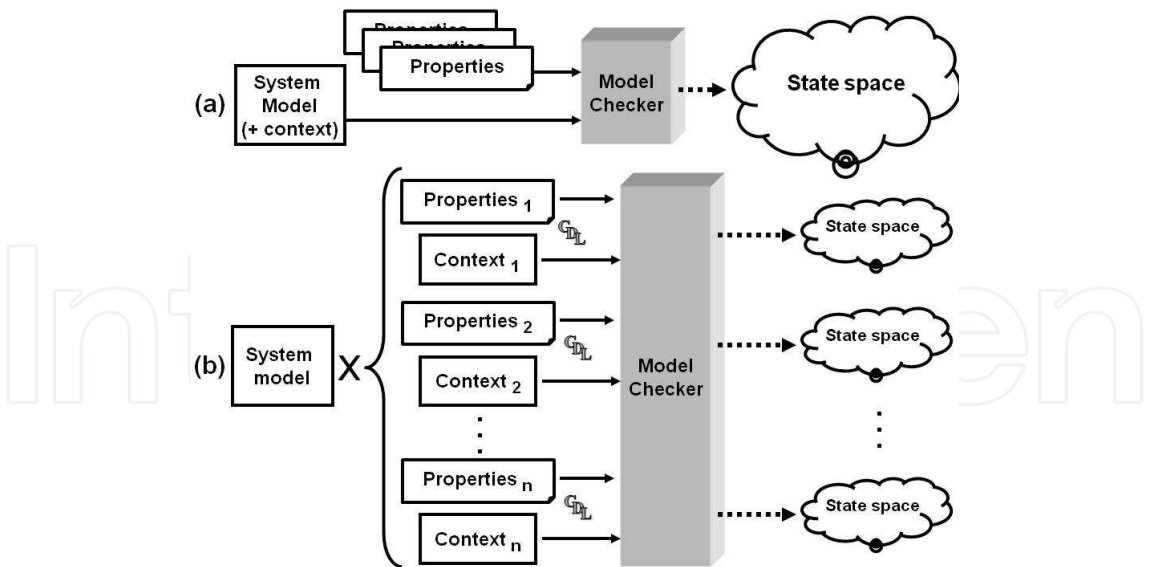 Properties
Properties
Properties
System
Model
(+ context)
(a)
Model
Checker
State space
Properties 1
CDL
Context 1
State space
Properties 2
CDL
Context 2
State space
(b)
System
model
X
Model
Checker
Properties n
CDL
Context n
State space